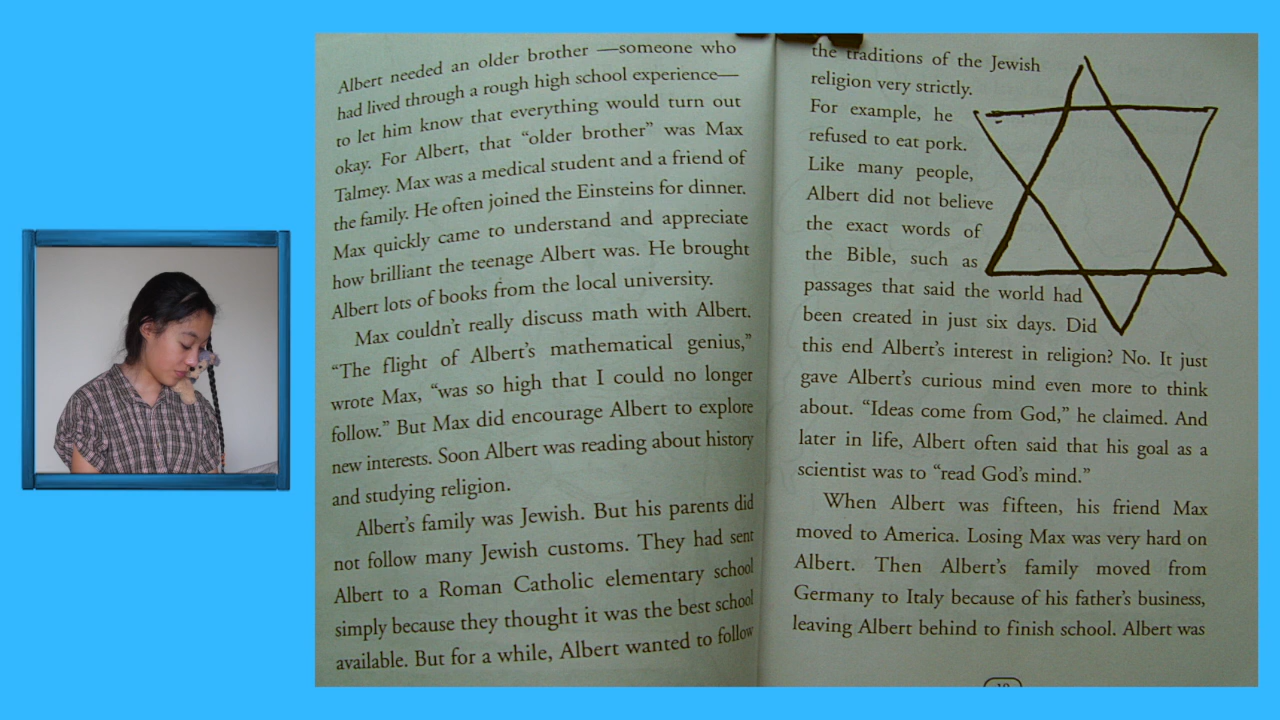 Albert needed an older brother —someone who
had lived through a rough high school experience—
to let him know that everything would turn out
okay. For Albert, that “older brother” was Max
Talmey. Max was a medical student and a friend of
the family. He often joined the Einsteins for dinner.
Max quickly came to understand and appreciate
how brilliant the teenage Albert was. He brought
Albert lots of books from the local university.
Max couldn’t really discuss math with Albert.
“The flight of Albert’s mathematical genius,”
wrote Max, “was so high that I could no longer
follow.” But Max did encourage Albert to explore
new interests. Soon Albert was reading about history
and studying religion.
Albert’s family was Jewish. But his parents did
not follow many Jewish customs. They had sent
Albert to a Roman Catholic elementary school
simply because they thought it was the best school
available. But for a while, Albert wanted to follow
the traditions of the Jewish
religion very strictly.
For example, he
refused to eat pork.
Like many people,
Albert did not believe
the exact words of
the Bible, such as
passages that said the world had
been created in just six days. Did
this end Albert’s interest in religion? No. It just
gave Albert’s curious mind even more to think
about. “Ideas come from God,” he claimed. And
later in life, Albert often said that his goal as a
scientist was to “read God’s mind.”
When Albert was fifteen, his friend Max
moved to America. Losing Max was very hard on
Albert. Then Albert’s family moved from
Germany to Italy because of his father’s business,
leaving Albert behind to finish school. Albert was